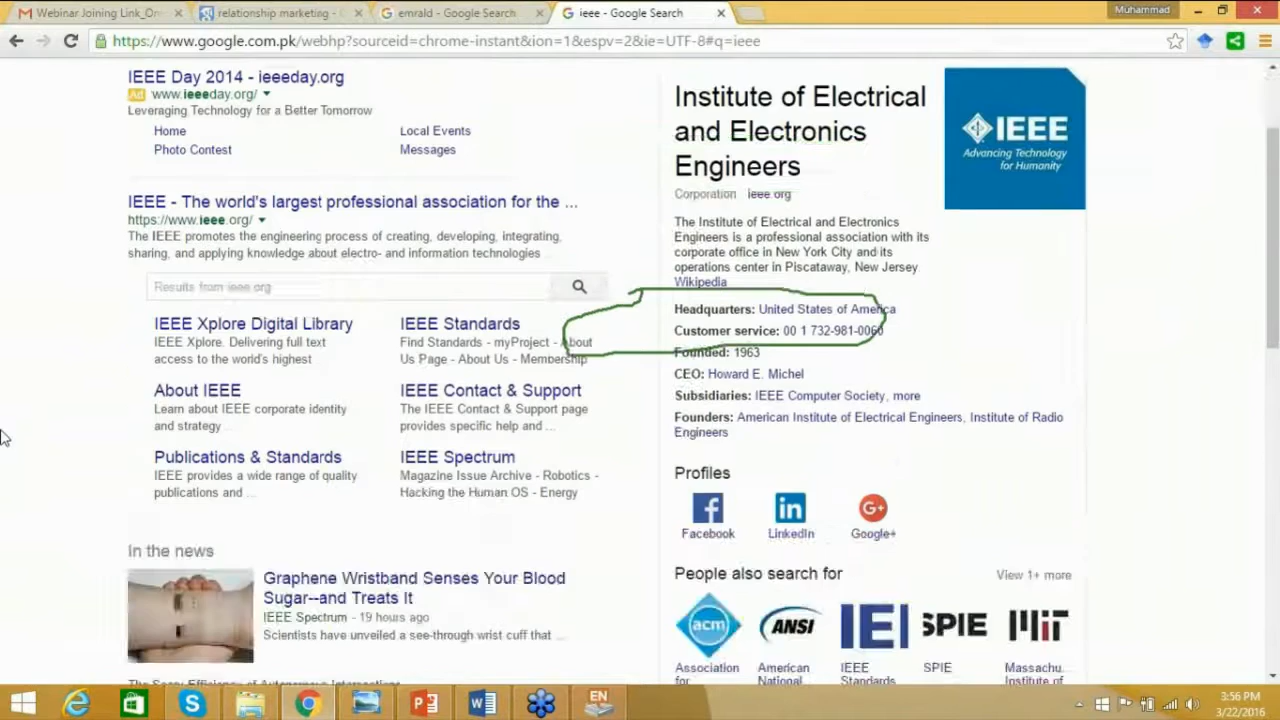 Webinar Joining Link_On
relationship marketing - G
emrald - Google Search
ieee - Google Search
Muhammad
https://www.google.com.pk/webhp?sourceid=chrome-instant&ion=1&espv=2&ie=UTF-8#q=ieee
IEEE Day 2014 - ieeeday.org
Ad www.ieeeday.org/
Leveraging Technology for a Better Tomorrow
Home Local Events
Photo Contest Messages
IEEE - The world's largest professional association for the ...
https://www.ieee.org/
The IEEE promotes the engineering process of creating, developing, integrating,
sharing, and applying knowledge about electro- and information technologies
Results from ieee.org
IEEE Xplore Digital Library
IEEE Xplore. Delivering full text
access to the world's highest
IEEE Standards
Find Standards - myProject - About
Us Page - About Us - Membership
About IEEE
Learn about IEEE corporate identity
and strategy ...
IEEE Contact & Support
The IEEE Contact & Support page
provides specific help and ...
Publications & Standards
IEEE provides a wide range of quality
publications and ...
IEEE Spectrum
Magazine Issue Archive - Robotics -
Hacking the Human OS - Energy
In the news
Graphene Wristband Senses Your Blood
Sugar--and Treats It
IEEE Spectrum - 19 hours ago
Scientists have unveiled a see-through wrist cuff that ...
Institute of Electrical
and Electronics
Engineers
Corporation ieee.org
IEEE
Advancing Technology
for Humanity
The Institute of Electrical and Electronics
Engineers is a professional association with its
corporate office in New York City and its
operations center in Piscataway, New Jersey
Wikipedia
Headquarters: United States of America
Customer service: 00 1 732-981-0060
Founded: 1963
CEO: Howard E. Michel
Subsidiaries: IEEE Computer Society, more
Founders: American Institute of Electrical Engineers, Institute of Radio
Engineers
Profiles
Facebook LinkedIn Google+
People also search for View 1+ more
acm ANSI IEEE SPIE MIT
Association American IEEE SPIE Massachu...
for National Standards Institute of
EN
3:56 PM
3/22/2016